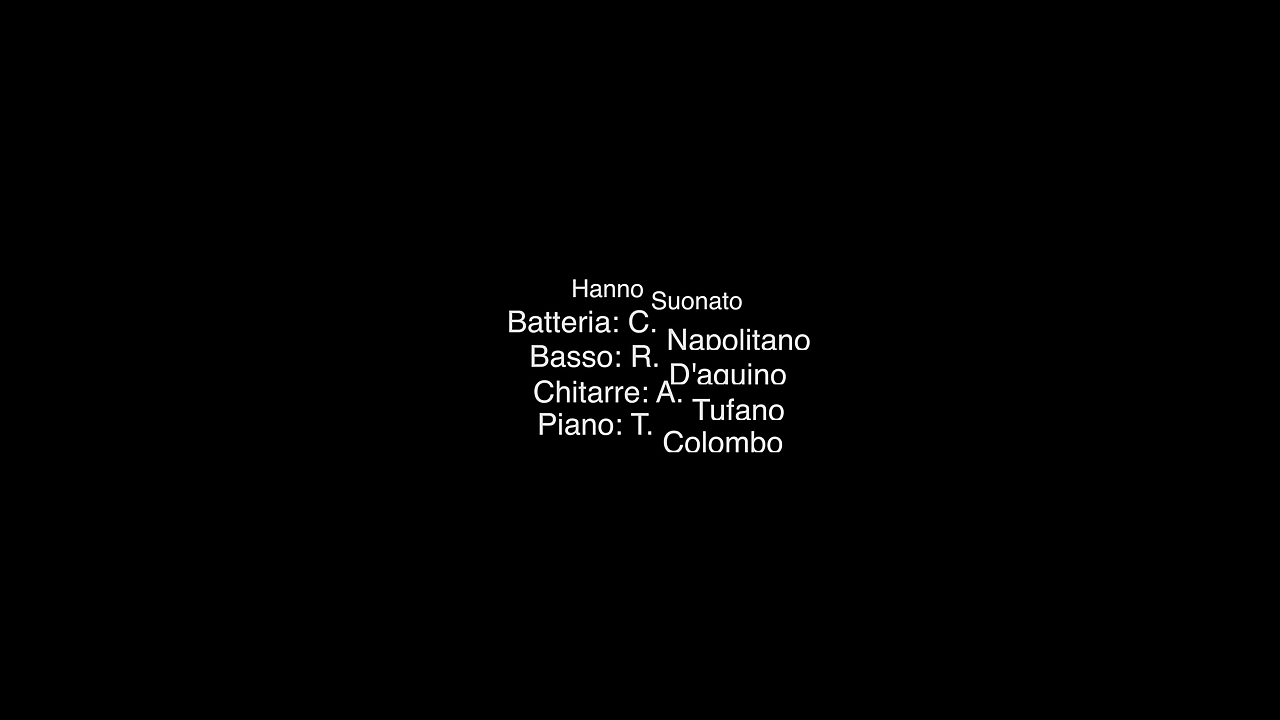 Hanno Suonato
Batteria: C. Napolitano
Basso: R. D'aquino
Chitarre: A. Tufano
Piano: T. Colombo